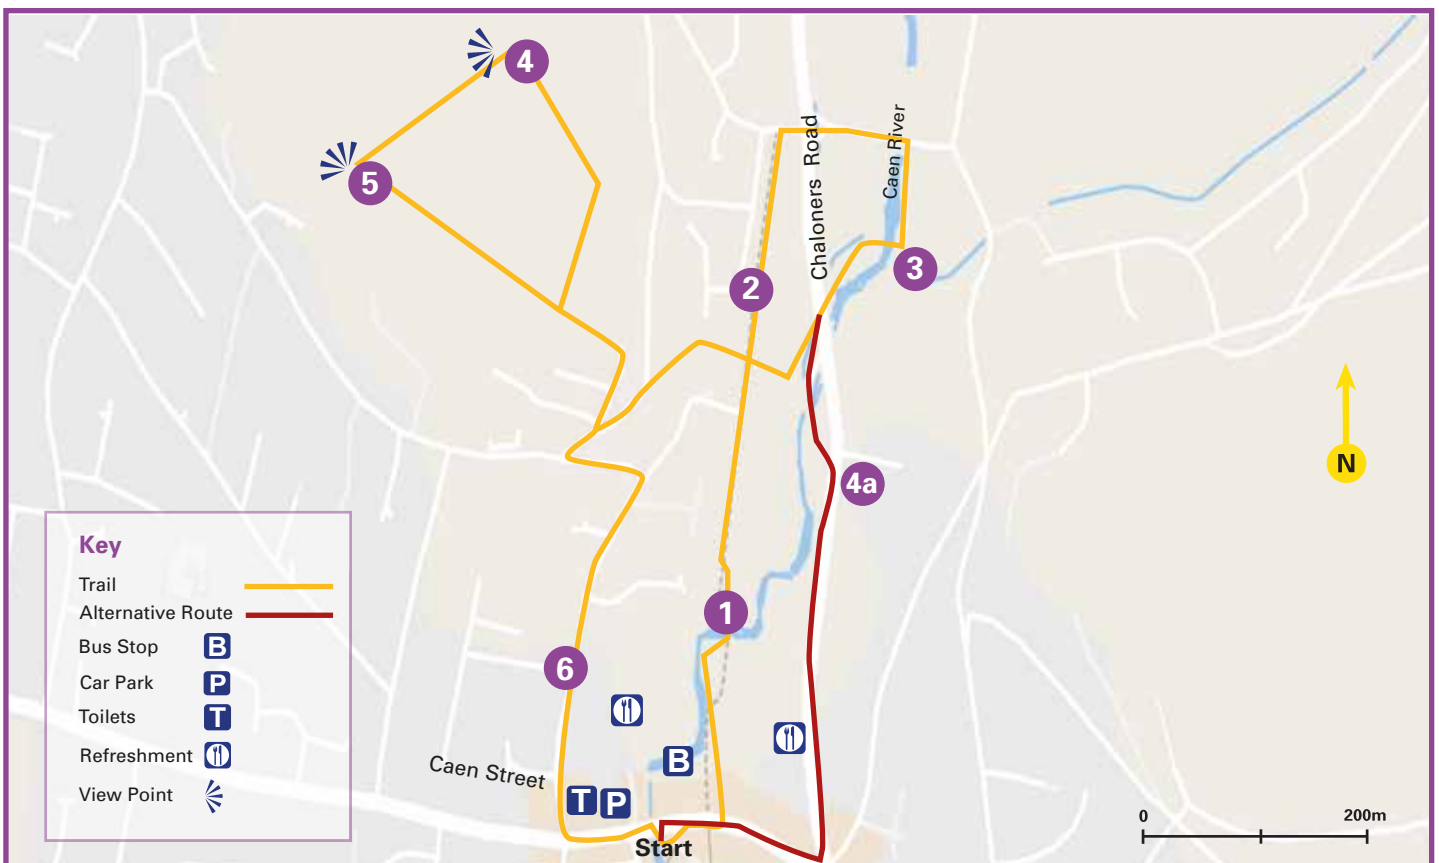 4
5
Chaloners Road
Caen River
2
3
4a
N
1
6
Caen Street
B
T P
Start
Key
Trail
Alternative Route
Bus Stop B
Car Park P
Toilets T
Refreshment
View Point
0 200m